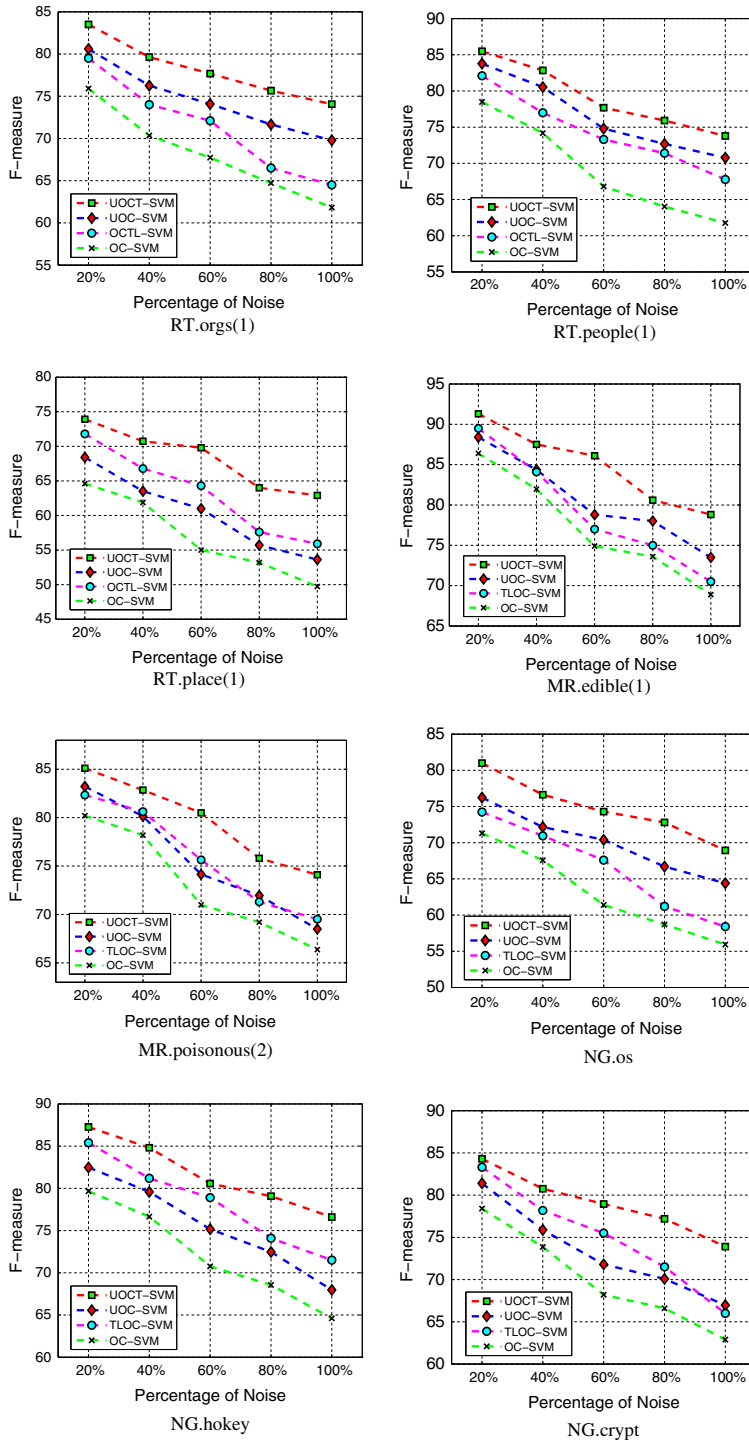 85
80
75
70
65
60
55
F-measure
UOCT-SVM
UOC-SVM
OCTL-SVM
OC-SVM
20% 40% 60% 80% 100%
Percentage of Noise
RT.orgs(1)
90
85
80
75
70
65
60
55
F-measure
UOCT-SVM
UOC-SVM
OCTL-SVM
OC-SVM
20% 40% 60% 80% 100%
Percentage of Noise
RT.people(1)
80
75
70
65
60
55
50
45
F-measure
UOCT-SVM
UOC-SVM
OCTL-SVM
OC-SVM
20% 40% 60% 80% 100%
Percentage of Noise
RT.place(1)
95
90
85
80
75
70
65
F-measure
UOCT-SVM
UOC-SVM
TLOC-SVM
OC-SVM
20% 40% 60% 80% 100%
Percentage of Noise
MR.edible(1)
85
80
75
70
65
F-measure
UOCT-SVM
UOC-SVM
TLOC-SVM
OC-SVM
20% 40% 60% 80% 100%
Percentage of Noise
MR.poisonous(2)
85
80
75
70
65
60
55
50
F-measure
UOCT-SVM
UOC-SVM
TLOC-SVM
OC-SVM
20% 40% 60% 80% 100%
Percentage of Noise
NG.os
90
85
80
75
70
65
60
F-measure
UOCT-SVM
UOC-SVM
TLOC-SVM
OC-SVM
20% 40% 60% 80% 100%
Percentage of Noise
NG.hokey
90
85
80
75
70
65
60
F-measure
UOCT-SVM
UOC-SVM
TLOC-SVM
OC-SVM
20% 40% 60% 80% 100%
Percentage of Noise
NG.crypt